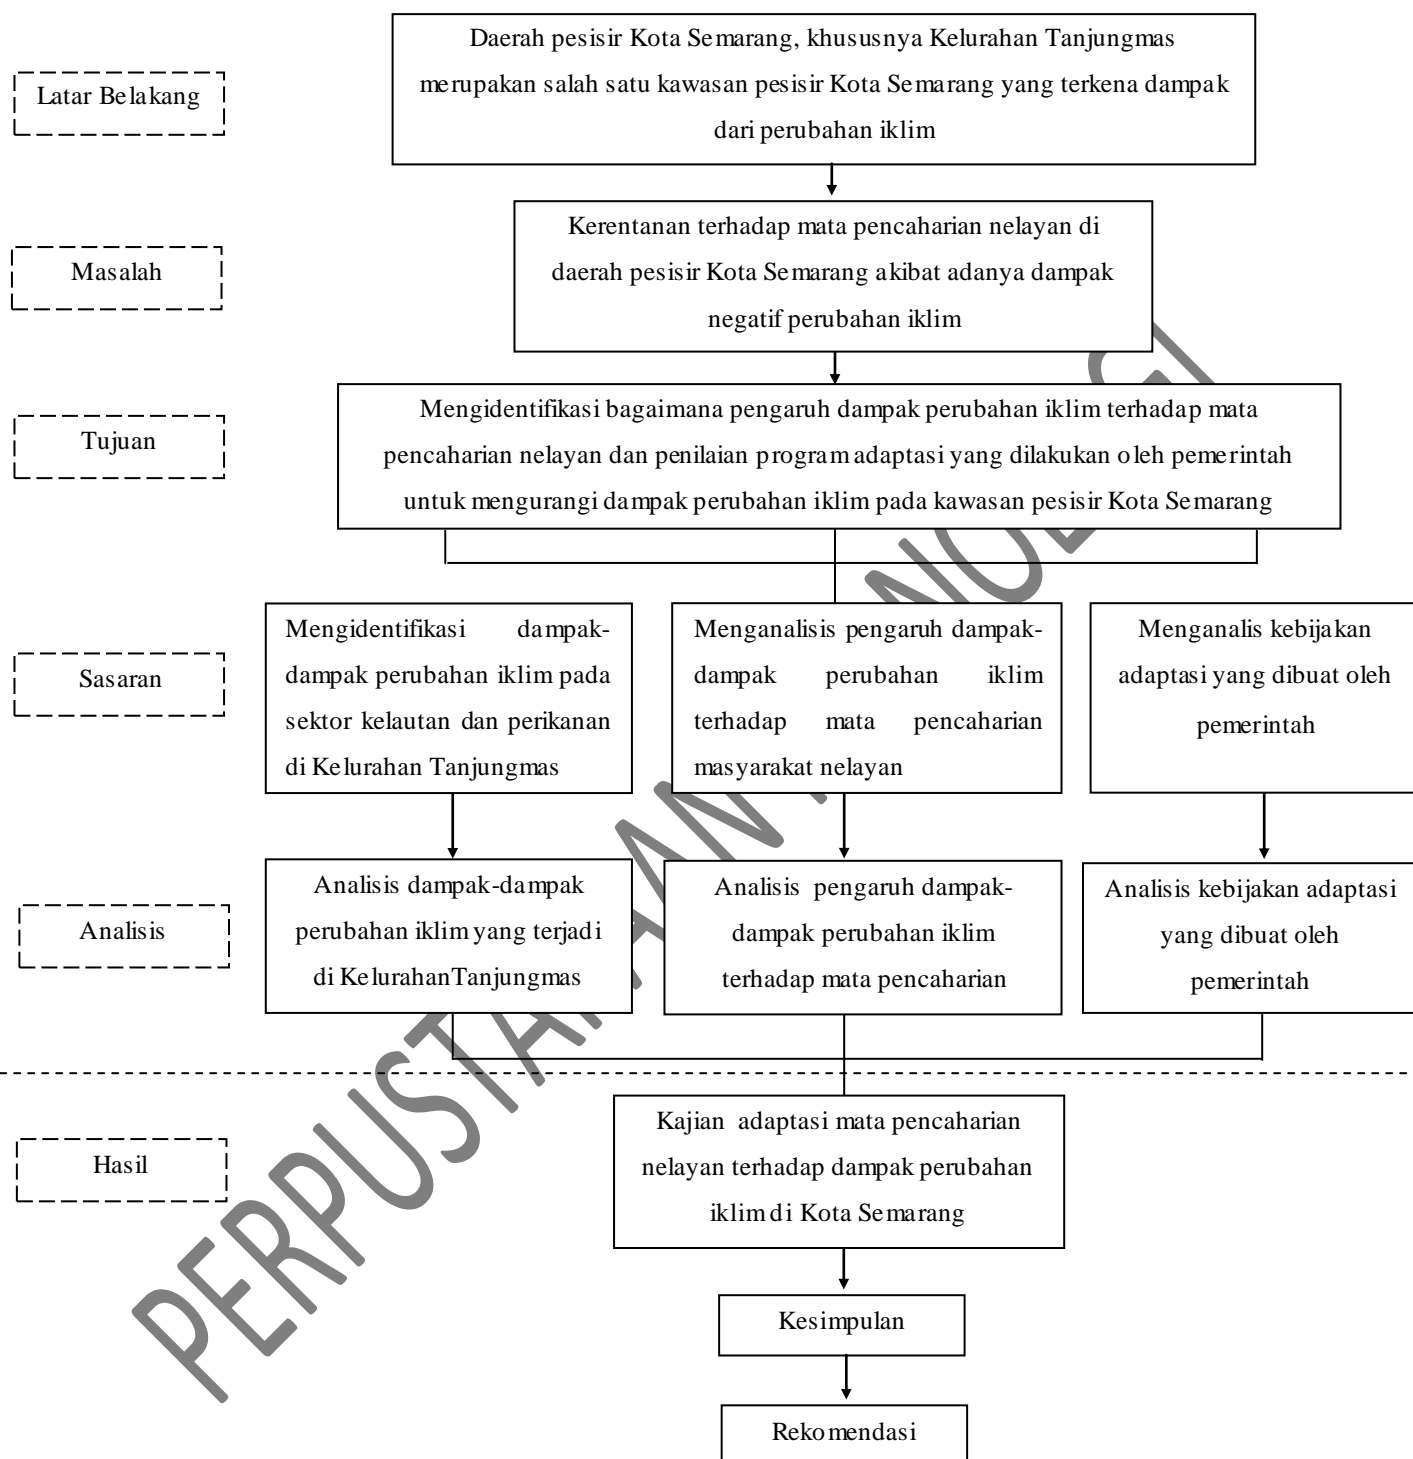 Daerah pesisir Kota Semarang, khususnya Kelurahan Tanjungmas
merupakan salah satu kawasan pesisir Kota Semarang yang terkena dampak
dari perubahan iklim
Latar Belakang
Kerentanan terhadap mata pencaharian nelayan di
daerah pesisir Kota Semarang akibat adanya dampak
negatif perubahan iklim
Masalah
Mengidentifikasi bagaimana pengaruh dampak perubahan iklim terhadap mata
pencaharian nelayan dan penilaian program adaptasi yang dilakukan oleh pemerintah
untuk mengurangi dampak perubahan iklim pada kawasan pesisir Kota Semarang
Tujuan
Sasaran
Mengidentifikasi dampak-
dampak perubahan iklim pada
sektor kelautan dan perikanan
di Kelurahan Tanjungmas
Menganalisis pengaruh dampak-
dampak perubahan iklim
terhadap mata pencaharian
masyarakat nelayan
Menganalis kebijakan
adaptasi yang dibuat oleh
pemerintah
Analisis
Analisis dampak-dampak
perubahan iklim yang terjadi
di KelurahanTanjungmas
Analisis pengaruh dampak-
dampak perubahan iklim
terhadap mata pencaharian
Analisis kebijakan adaptasi
yang dibuat oleh
pemerintah
Hasil
Kajian adaptasi mata pencaharian
nelayan terhadap dampak perubahan
iklim di Kota Semarang
Kesimpulan
Rekomendasi